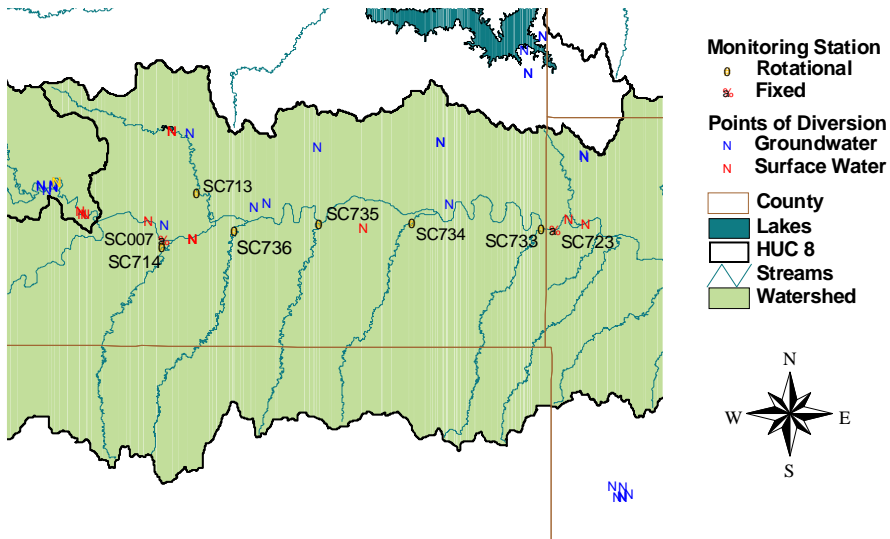 Monitoring Station
Rotational
Fixed
Points of Diversion
N Groundwater
N Surface Water
County
Lakes
HUC 8
Streams
Watershed
SC713
SC735
SC007
SC714
SC736
SC734
SC733
SC723
N
W
E
S